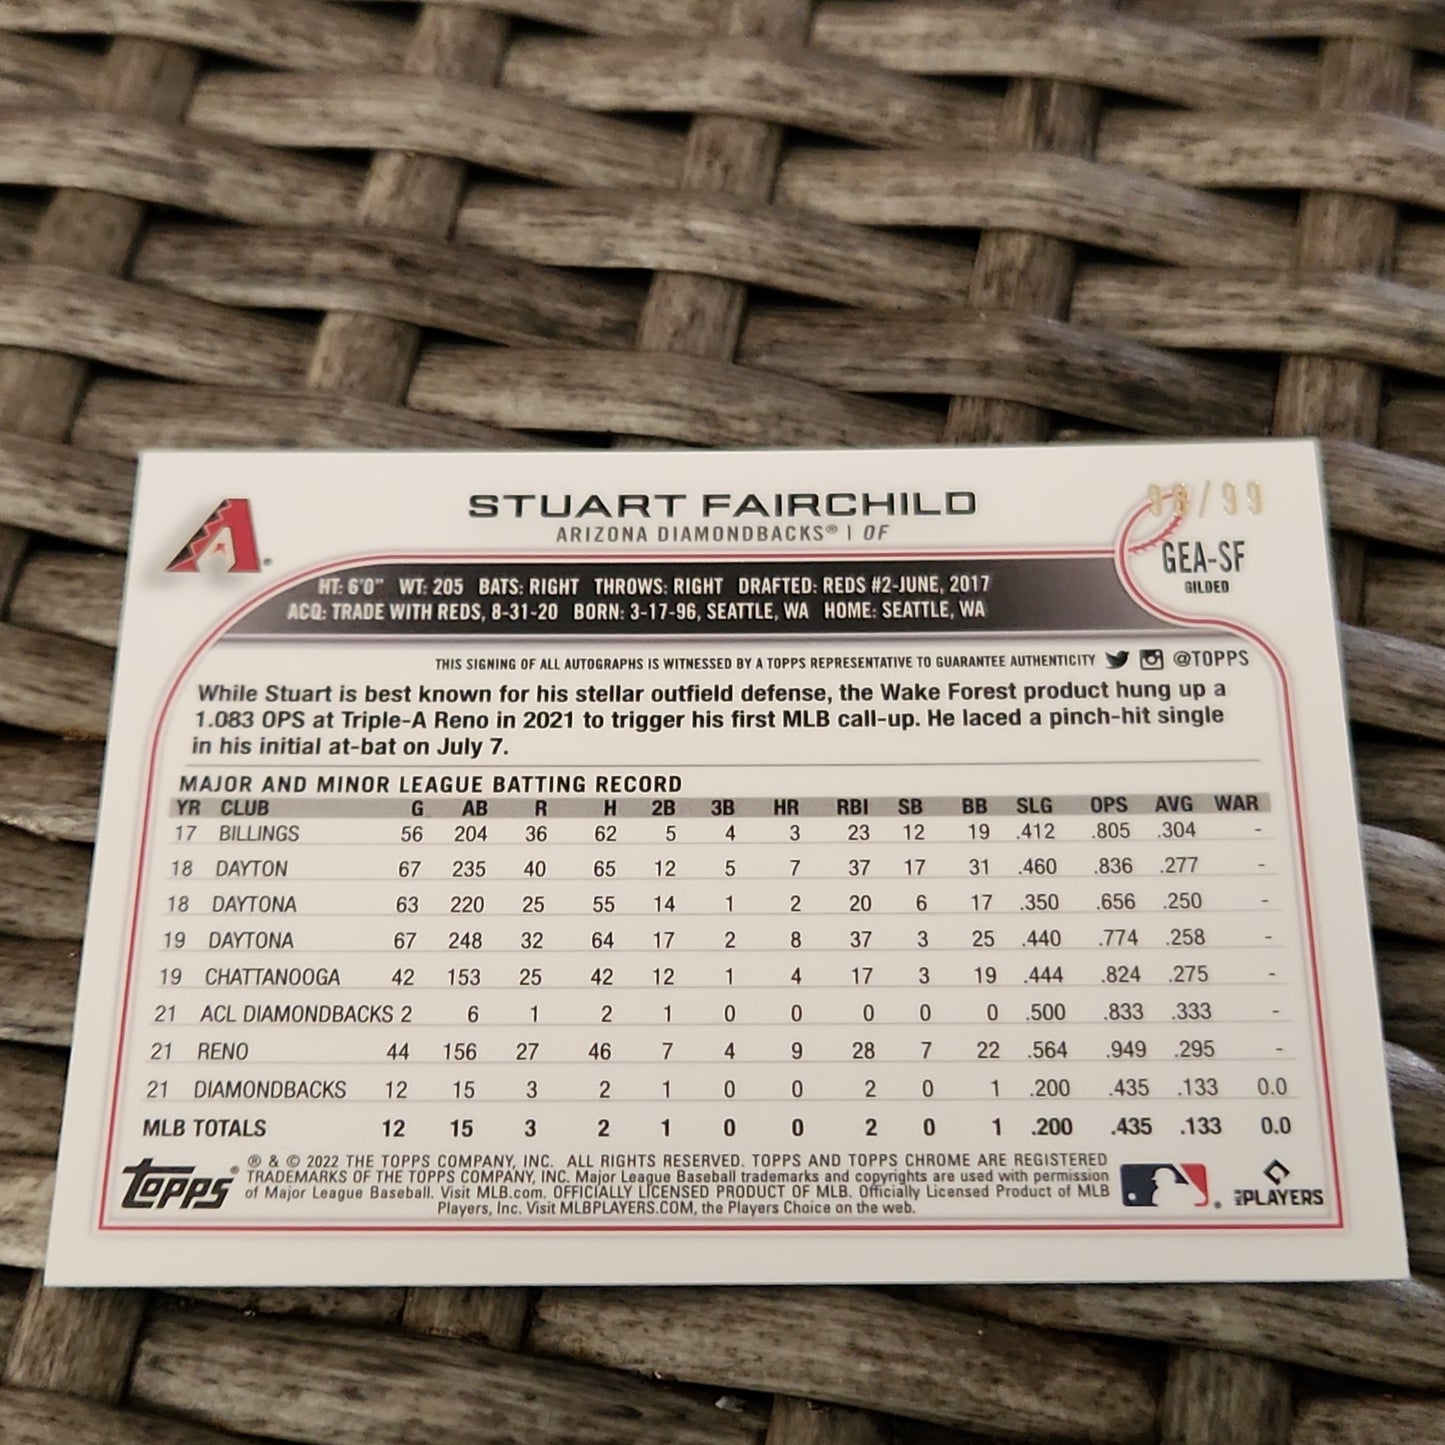 STUART FAIRCHILD
ARIZONA DIAMONDBACKS® | OF
/99
GEA-SF
GILDED
HT: 6'0" WT: 205 BATS: RIGHT THROWS: RIGHT DRAFTED: REDS #2-JUNE, 2017
ACQ: TRADE WITH REDS, 8-31-20 BORN: 3-17-96, SEATTLE, WA HOME: SEATTLE, WA
THIS SIGNING OF ALL AUTOGRAPHS IS WITNESSED BY A TOPPS REPRESENTATIVE TO GUARANTEE AUTHENTICITY @TOPPS
While Stuart is best known for his stellar outfield defense, the Wake Forest product hung up a
1.083 OPS at Triple-A Reno in 2021 to trigger his first MLB call-up. He laced a pinch-hit single
in his initial at-bat on July 7.
MAJOR AND MINOR LEAGUE BATTING RECORD
YR CLUB G AB R H 2B 3B HR RBI SB BB SLG OPS AVG WAR
17 BILLINGS 56 204 36 62 5 4 3 23 12 19 .412 .805 .304 -
18 DAYTON 67 235 40 65 12 5 7 37 17 31 .460 .836 .277 -
18 DAYTONA 63 220 25 55 14 1 2 20 6 17 .350 .656 .250 -
19 DAYTONA 67 248 32 64 17 2 8 37 3 25 .440 .774 .258 -
19 CHATTANOOGA 42 153 25 42 12 1 4 17 3 19 .444 .824 .275 -
21 ACL DIAMONDBACKS 2 6 1 2 1 0 0 0 0 0 .500 .833 .333 -
21 RENO 44 156 27 46 7 4 9 28 7 22 .564 .949 .295 -
21 DIAMONDBACKS 12 15 3 2 1 0 0 2 0 1 .200 .435 .133 0.0
MLB TOTALS 12 15 3 2 1 0 0 2 0 1 .200 .435 .133 0.0
Topps® ® & © 2022 THE TOPPS COMPANY, INC. ALL RIGHTS RESERVED. TOPPS AND TOPPS CHROME ARE REGISTERED
TRADEMARKS OF THE TOPPS COMPANY, INC. Major League Baseball trademarks and copyrights are used with permission
of Major League Baseball. Visit MLB.com. OFFICIALLY LICENSED PRODUCT OF MLB. Officially Licensed Product of MLB
Players, Inc. Visit MLBPLAYERS.COM, the Players Choice on the web.
MLB PLAYERS